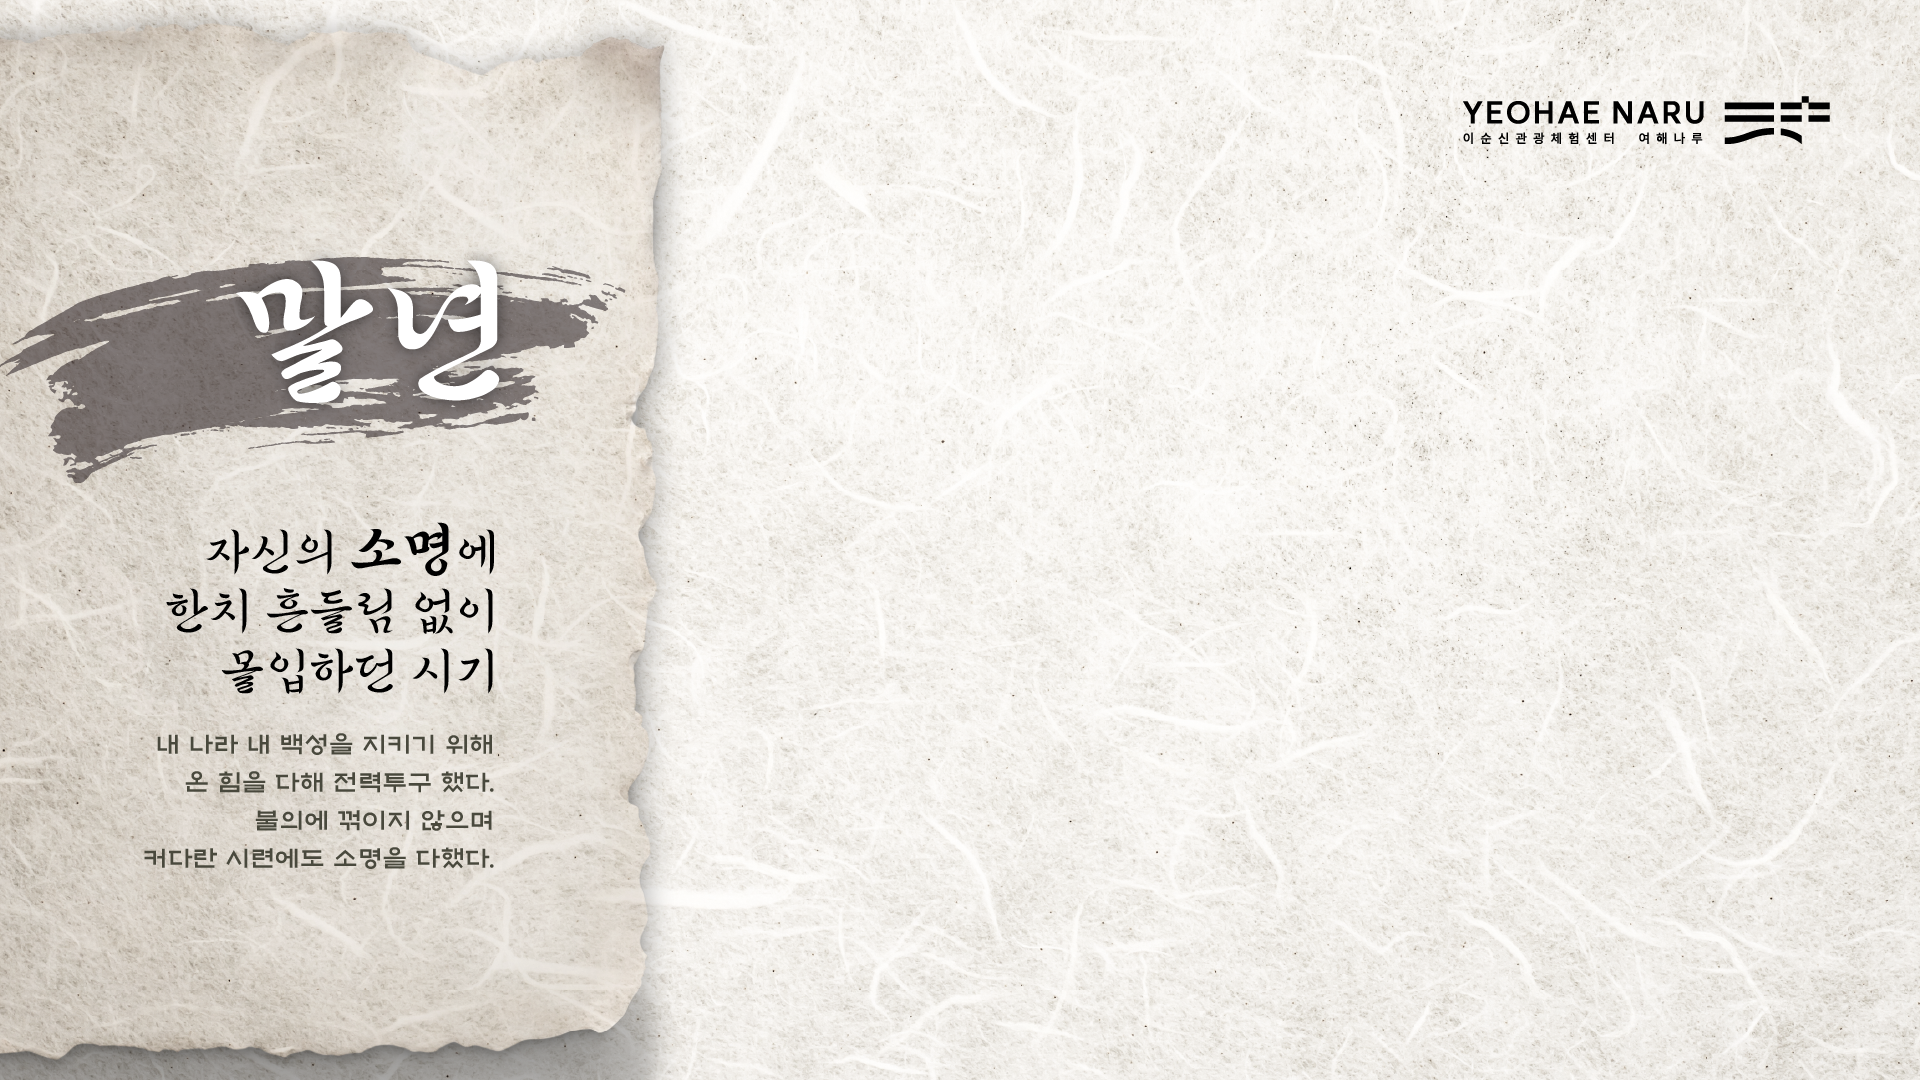 YEOHAE NARU
이순신관광체험센터 여해나루
말년
자신의 소명에
한치 흔들림 없이
몰입하던 시기
내 나라 내 백성을 지키기 위해
온 힘을 다해 전력투구 했다.
불의에 꺾이지 않으며
커다란 시련에도 소명을 다했다.